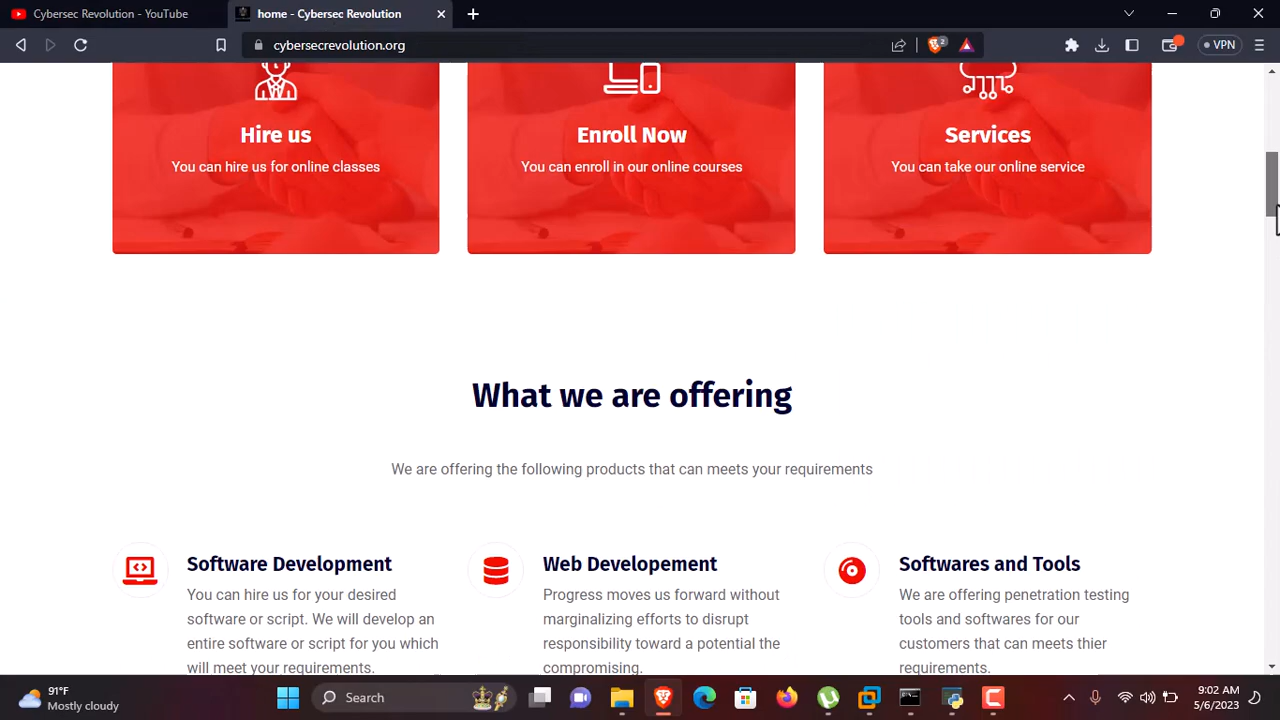 Cybersec Revolution - YouTube
home - Cybersec Revolution
cybersecrevolution.org
2
VPN
Hire us
You can hire us for online classes
Enroll Now
You can enroll in our online courses
Services
You can take our online service
What we are offering
We are offering the following products that can meets your requirements
Software Development
You can hire us for your desired
software or script. We will develop an
entire software or script for you which
will meet your requirements.
Web Developement
Progress moves us forward without
marginalizing efforts to disrupt
responsibility toward a potential the
compromising.
Softwares and Tools
We are offering penetration testing
tools and softwares for our
customers that can meets thier
requirements.
91°F
Mostly cloudy
Search
9:02 AM
5/6/2023